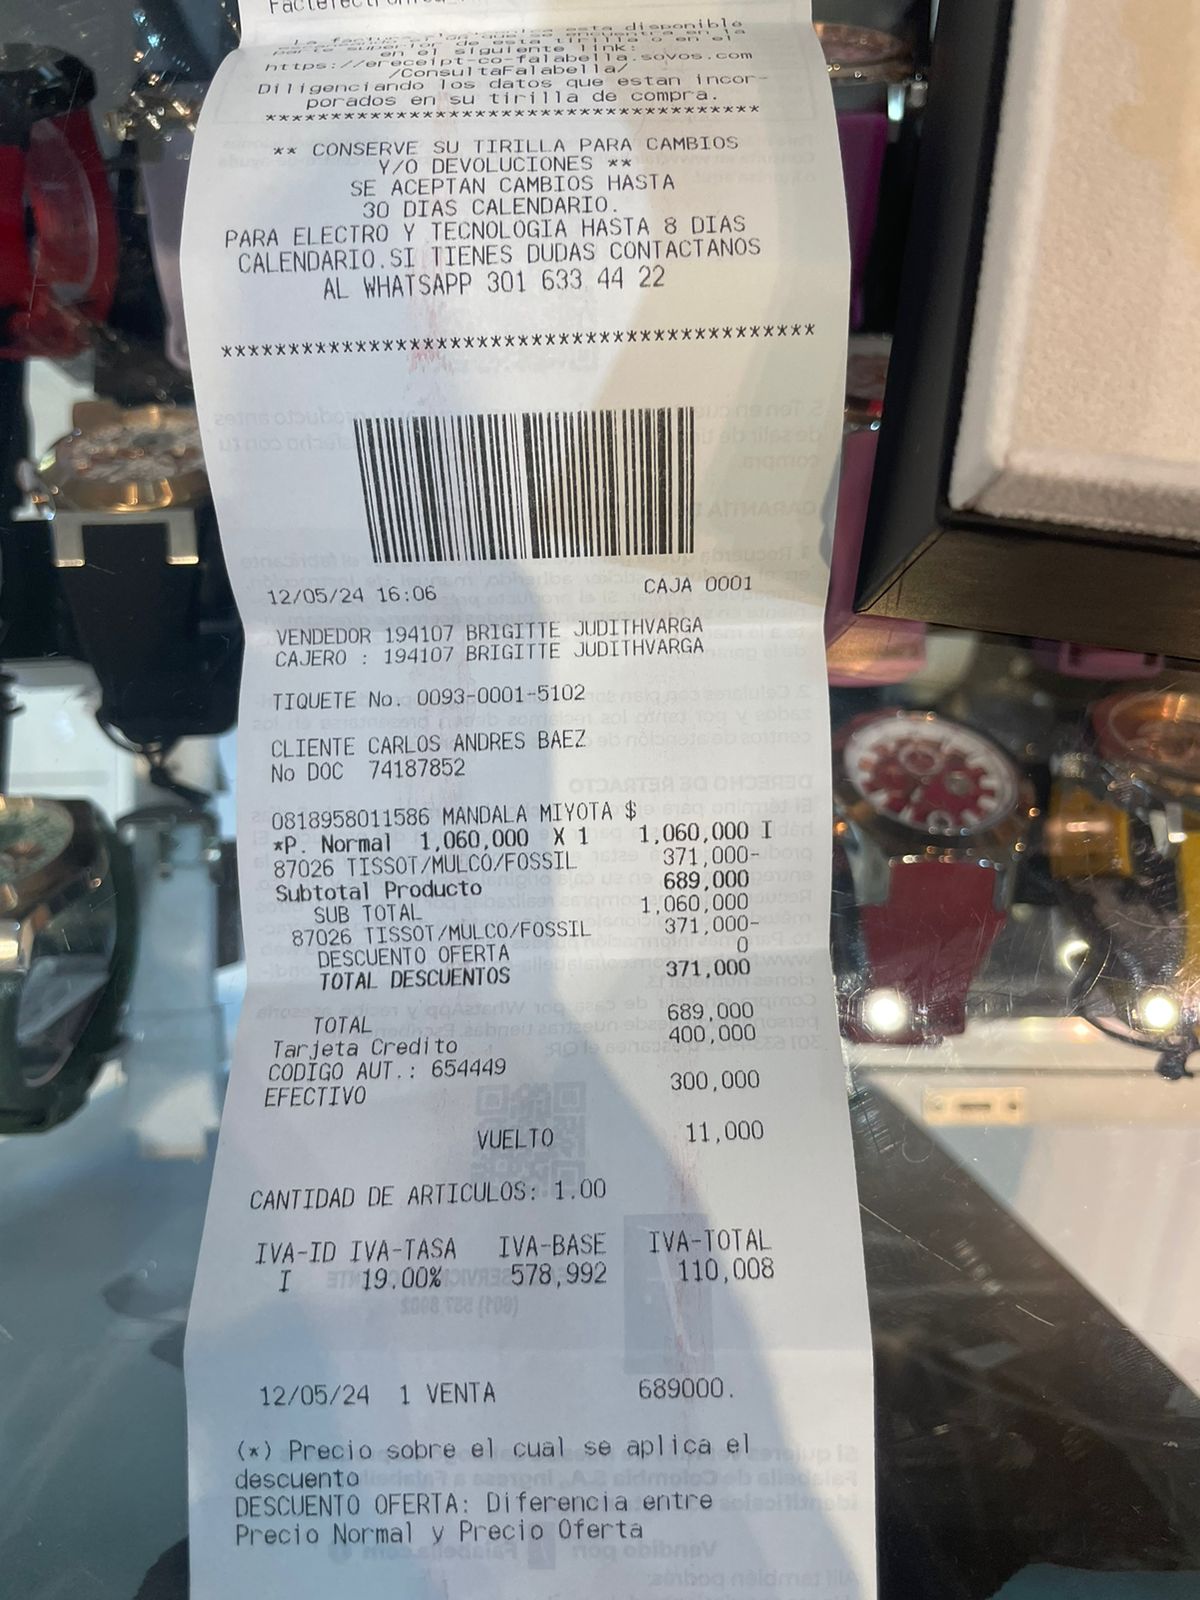 La factura
en el siguiente link:
https://ereceipt-co-falabella.sovos.com
/ConsultaFalabella/
Diligenciando los datos que estan incor-
porados en su tirilla de compra.
*************************************
** CONSERVE SU TIRILLA PARA CAMBIOS
Y/O DEVOLUCIONES **
SE ACEPTAN CAMBIOS HASTA
30 DIAS CALENDARIO.
PARA ELECTRO Y TECNOLOGIA HASTA 8 DIAS
CALENDARIO.SI TIENES DUDAS CONTACTANOS
AL WHATSAPP 301 633 44 22
********************************************
12/05/24 16:06 CAJA 0001
VENDEDOR 194107 BRIGITTE JUDITHVARGA
CAJERO : 194107 BRIGITTE JUDITHVARGA
TIQUETE No. 0093-0001-5102
CLIENTE CARLOS ANDRES BAEZ
No DOC 74187852
0818958011586 MANDALA MIYOTA $
*P. Normal 1,060,000 X 1 1,060,000 I
87026 TISSOT/MULCO/FOSSIL 371,000-
Subtotal Producto 689,000
SUB TOTAL 1,060,000
87026 TISSOT/MULCO/FOSSIL 371,000-
DESCUENTO OFERTA 0
TOTAL DESCUENTOS 371,000
TOTAL 689,000
Tarjeta Credito 400,000
CODIGO AUT.: 654449
EFECTIVO 300,000
VUELTO 11,000
CANTIDAD DE ARTICULOS: 1.00
IVA-ID IVA-TASA IVA-BASE IVA-TOTAL
I 19.00% 578,992 110,008
12/05/24 1 VENTA 689000.
(*) Precio sobre el cual se aplica el
descuento
DESCUENTO OFERTA: Diferencia entre
Precio Normal y Precio Oferta